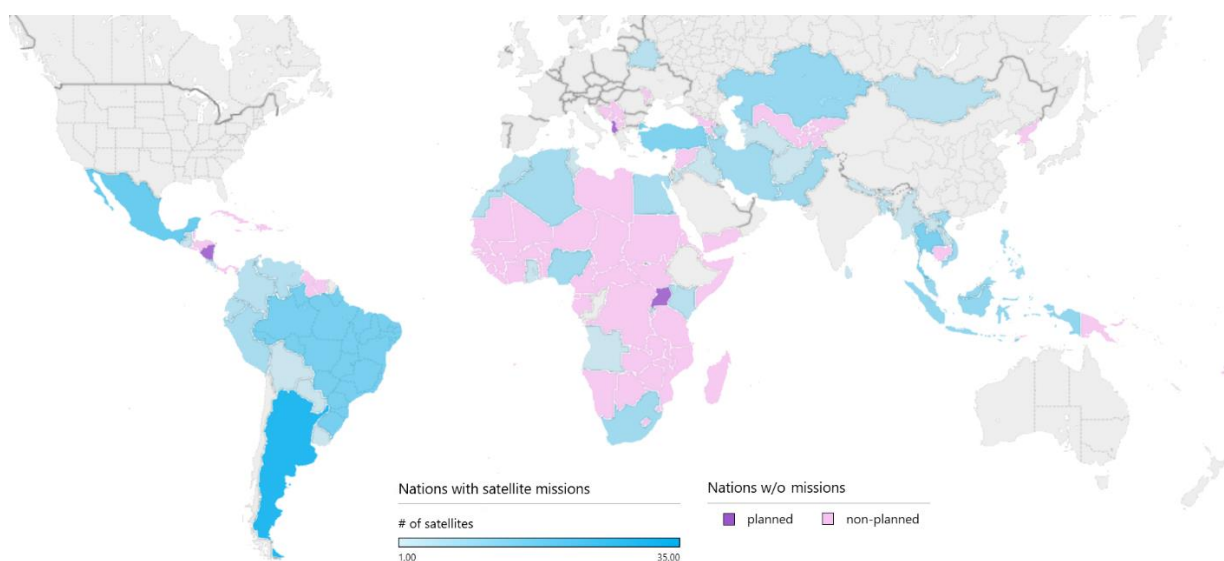 Nations with satellite missions
# of satellites
1.00
35.00
Nations w/o missions
planned
non-planned